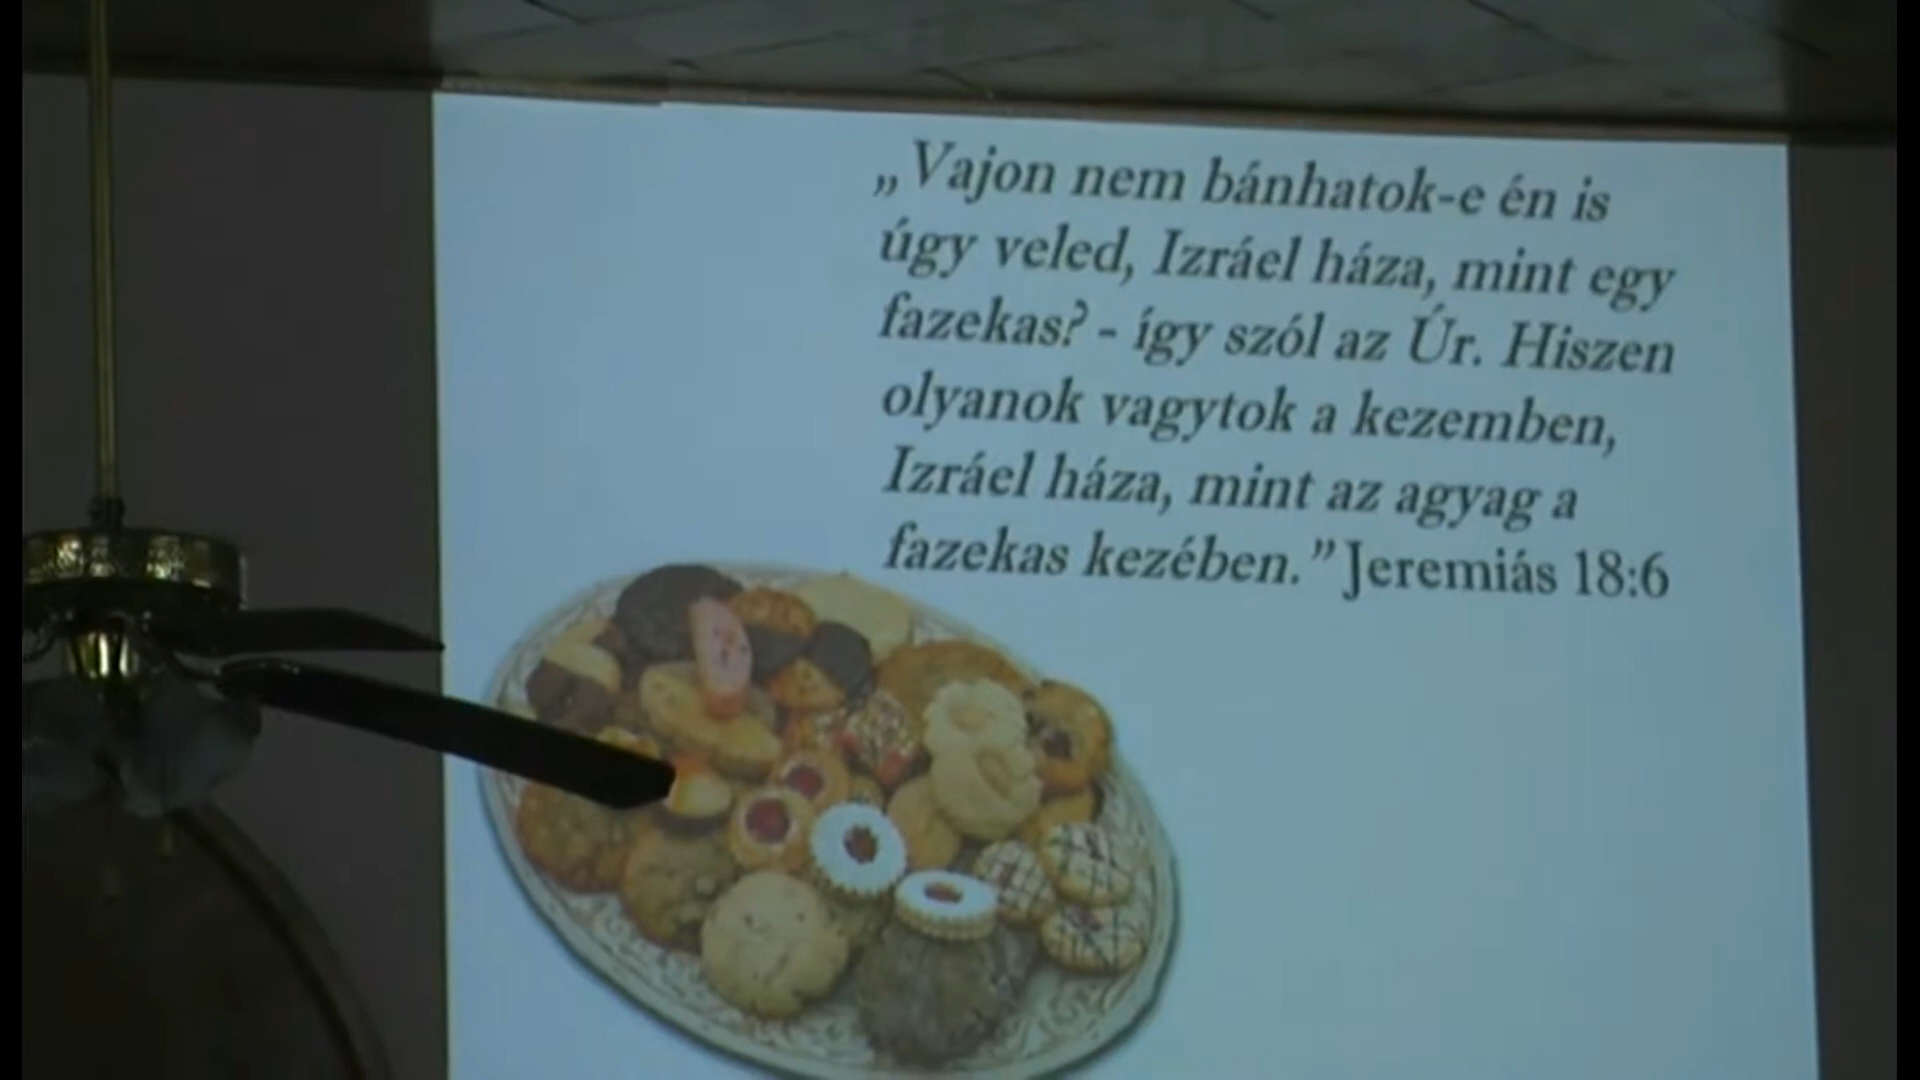 „Vajon nem bánhatok-e én is
úgy veled, Izráel háza, mint egy
fazekas? - így szól az Úr. Hiszen
olyanok vagytok a kezemben,
Izráel háza, mint az agyag a
fazekas kezében.” Jeremiás 18:6